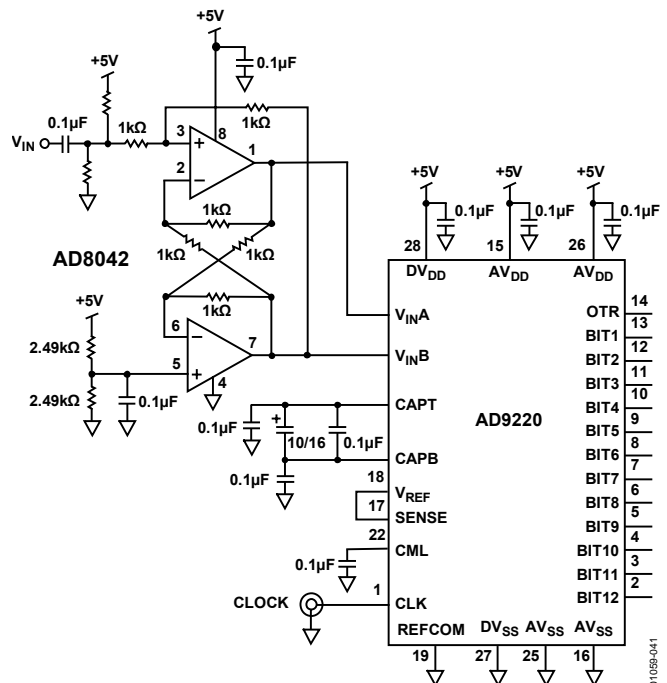 +5V
+5V
0.1µF
0.1µF
1kΩ
V_IN
1kΩ
3
+
8
1
2
−
1kΩ
1kΩ
1kΩ
AD8042
1kΩ
+5V
6
−
7
2.49kΩ
5
+
4
2.49kΩ
0.1µF
+5V
+5V
+5V
0.1µF
0.1µF
0.1µF
28
15
26
DV_DD
AV_DD
AV_DD
V_INA
V_INB
CAPT
0.1µF
+
10/16
0.1µF
CAPB
0.1µF
18
V_REF
17
SENSE
22
CML
0.1µF
1
CLOCK
CLK
AD9220
OTR
14
BIT1
13
BIT2
12
BIT3
11
BIT4
10
BIT5
9
BIT6
8
BIT7
7
BIT8
6
BIT9
5
BIT10
4
BIT11
3
BIT12
2
REFCOM
DV_SS
AV_SS
AV_SS
19
27
25
16
01059-041